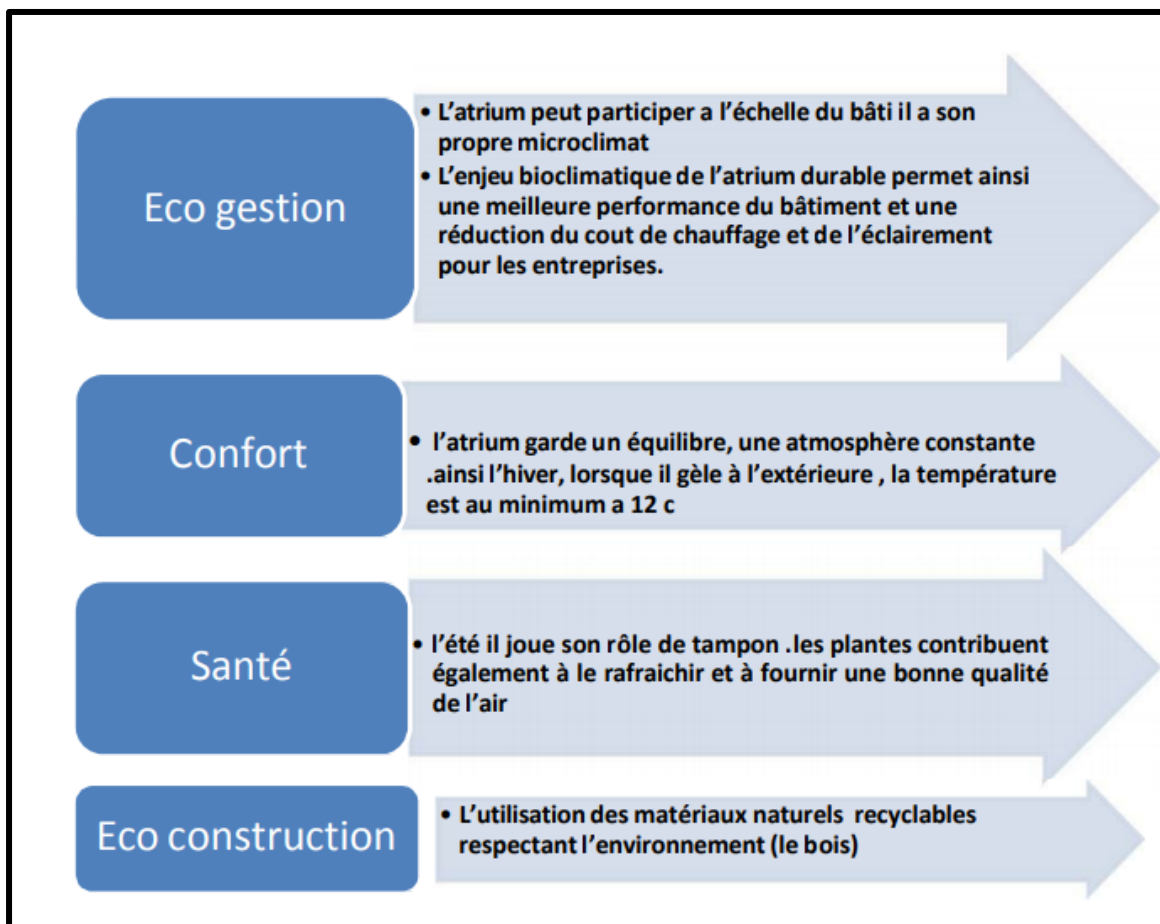 Eco gestion
• L’atrium peut participer a l’échelle du bâti il a son
propre microclimat
• L’enjeu bioclimatique de l’atrium durable permet ainsi
une meilleure performance du bâtiment et une
réduction du cout de chauffage et de l’éclairement
pour les entreprises.
Confort
• l’atrium garde un équilibre, une atmosphère constante
.ainsi l’hiver, lorsque il gèle à l’extérieure , la température
est au minimum a 12 c
Santé
• l’été il joue son rôle de tampon .les plantes contribuent
également à le rafraichir et à fournir une bonne qualité
de l’air
Eco construction
• L’utilisation des matériaux naturels recyclables
respectant l’environnement (le bois)